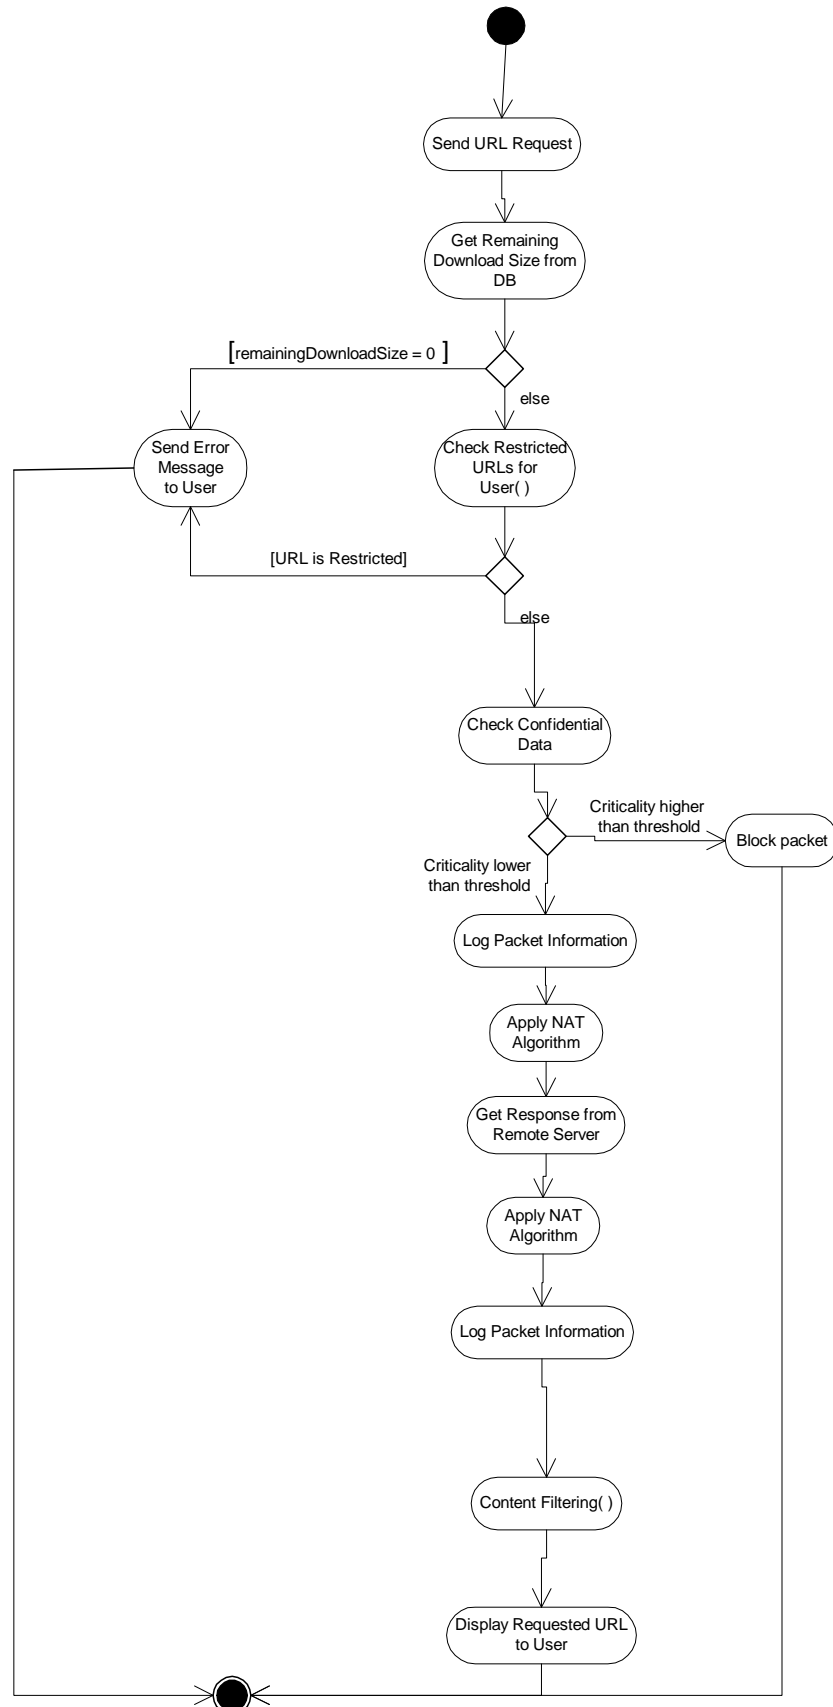 Send URL Request
Get Remaining
Download Size from
DB
[remainingDownloadSize = 0 ]
else
Send Error
Message
to User
Check Restricted
URLs for
User( )
[URL is Restricted]
else
Check Confidential
Data
Criticality higher
than threshold
Block packet
Criticality lower
than threshold
Log Packet Information
Apply NAT
Algorithm
Get Response from
Remote Server
Apply NAT
Algorithm
Log Packet Information
Content Filtering( )
Display Requested URL
to User